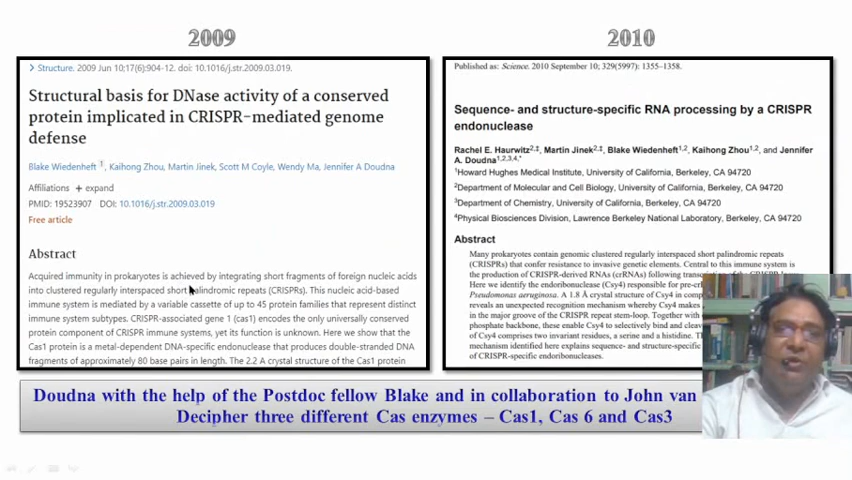 2009
2010
Structure. 2009 Jun 10;17(6):904-12. doi: 10.1016/j.str.2009.03.019.
Structural basis for DNase activity of a conserved
protein implicated in CRISPR-mediated genome
defense
Blake Wiedenheft 1, Kaihong Zhou, Martin Jinek, Scott M Coyle, Wendy Ma, Jennifer A Doudna
Affiliations + expand
PMID: 19523907 DOI: 10.1016/j.str.2009.03.019
Free article
Abstract
Acquired immunity in prokaryotes is achieved by integrating short fragments of foreign nucleic acids
into clustered regularly interspaced short palindromic repeats (CRISPRs). This nucleic acid-based
immune system is mediated by a variable cassette of up to 45 protein families that represent distinct
immune system subtypes. CRISPR-associated gene 1 (cas1) encodes the only universally conserved
protein component of CRISPR immune systems, yet its function is unknown. Here we show that the
Cas1 protein is a metal-dependent DNA-specific endonuclease that produces double-stranded DNA
fragments of approximately 80 base pairs in length. The 2.2 A crystal structure of the Cas1 protein
Published as: Science. 2010 September 10; 329(5997): 1355–1358.
Sequence- and structure-specific RNA processing by a CRISPR
endonuclease
Rachel E. Haurwitz2,‡, Martin Jinek2,‡, Blake Wiedenheft1,2, Kaihong Zhou1,2, and Jennifer
A. Doudna1,2,3,4,*
1Howard Hughes Medical Institute, University of California, Berkeley, CA 94720
2Department of Molecular and Cell Biology, University of California, Berkeley, CA 94720
3Department of Chemistry, University of California, Berkeley, CA 94720
4Physical Biosciences Division, Lawrence Berkeley National Laboratory, Berkeley, CA 94720
Abstract
Many prokaryotes contain genomic clustered regularly interspaced short palindromic repeats
(CRISPRs) that confer resistance to invasive genetic elements. Central to this immune system is
the production of CRISPR-derived RNAs (crRNAs) following
Here we identify the endoribonuclease (Csy4) responsible for
Pseudomonas aeruginosa. A 1.8 Å crystal structure of Csy4
reveals an unexpected recognition mechanism whereby Csy4
in the major groove of the CRISPR repeat stem-loop. Together
phosphate backbone, these enable Csy4 to selectively bind and
of Csy4 comprises two invariant residues, a serine and a histidine.
mechanism identified here explains sequence- and structure-specific
of CRISPR-specific endoribonucleases.
Doudna with the help of the Postdoc fellow Blake and in collaboration to John van
Decipher three different Cas enzymes – Cas1, Cas 6 and Cas3